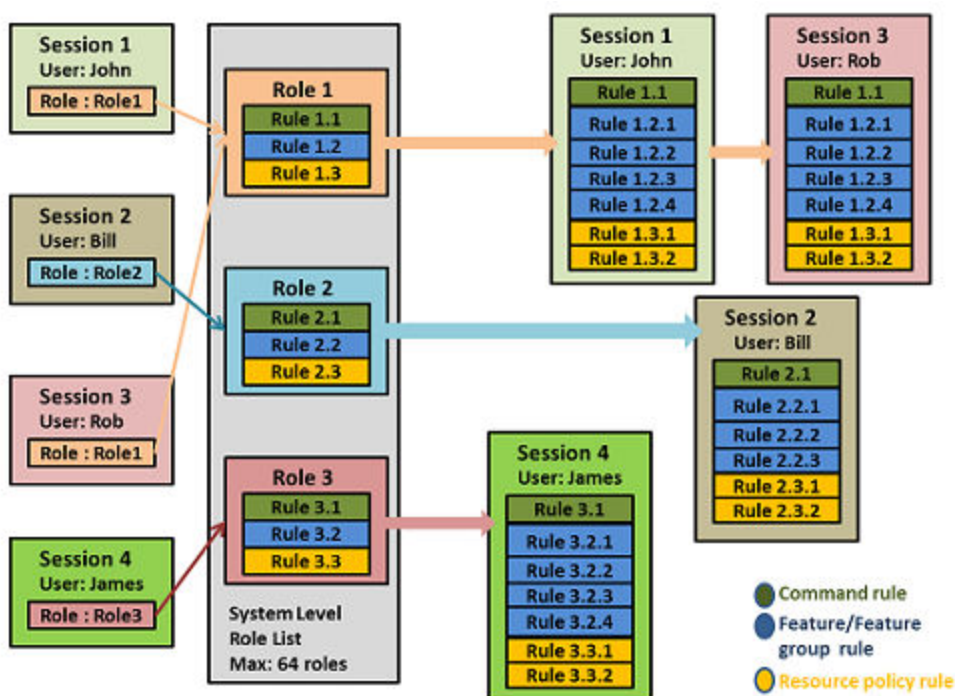 Session 1
User: John
Role : Role1
Session 2
User: Bill
Role : Role2
Session 3
User: Rob
Role : Role1
Session 4
User: James
Role : Role3
Role 1
Rule 1.1
Rule 1.2
Rule 1.3
Role 2
Rule 2.1
Rule 2.2
Rule 2.3
Role 3
Rule 3.1
Rule 3.2
Rule 3.3
System Level
Role List
Max: 64 roles
Session 1
User: John
Rule 1.1
Rule 1.2.1
Rule 1.2.2
Rule 1.2.3
Rule 1.2.4
Rule 1.3.1
Rule 1.3.2
Session 3
User: Rob
Rule 1.1
Rule 1.2.1
Rule 1.2.2
Rule 1.2.3
Rule 1.2.4
Rule 1.3.1
Rule 1.3.2
Session 2
User: Bill
Rule 2.1
Rule 2.2.1
Rule 2.2.2
Rule 2.2.3
Rule 2.3.1
Rule 2.3.2
Session 4
User: James
Rule 3.1
Rule 3.2.1
Rule 3.2.2
Rule 3.2.3
Rule 3.2.4
Rule 3.3.1
Rule 3.3.2
Command rule
Feature/Feature
group rule
Resource policy rule